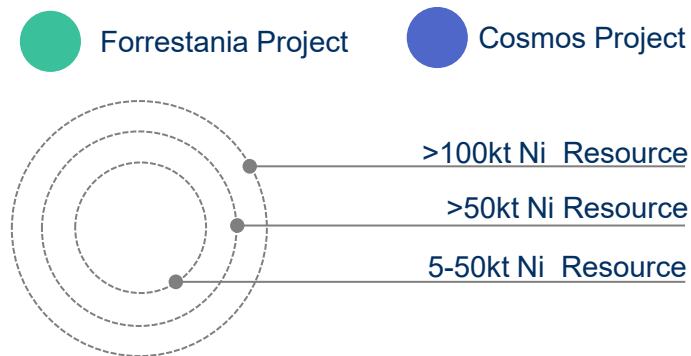 Forrestania Project
Cosmos Project
>100kt Ni Resource
>50kt Ni Resource
5-50kt Ni Resource